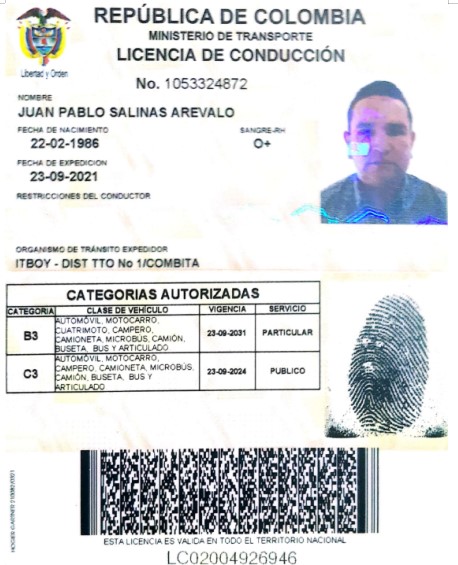 REPÚBLICA DE COLOMBIA
MINISTERIO DE TRANSPORTE
LICENCIA DE CONDUCCIÓN
Libertad y Orden
No. 1053324872
NOMBRE
JUAN PABLO SALINAS AREVALO
FECHA DE NACIMIENTO SANGRE-RH
22-02-1986 O+
FECHA DE EXPEDICION
23-09-2021
RESTRICCIONES DEL CONDUCTOR
ORGANISMO DE TRÁNSITO EXPEDIDOR
ITBOY - DIST TTO No 1/COMBITA
CATEGORIAS AUTORIZADAS
CATEGORIA CLASE DE VEHÍCULO VIGENCIA SERVICIO
B3 AUTOMÓVIL, MOTOCARRO, CUATRIMOTO, CAMPERO, CAMIONETA, MICROBUS, CAMIÓN, BUSETA, BUS Y ARTICULADO 23-09-2031 PARTICULAR
C3 AUTOMÓVIL, MOTOCARRO, CAMPERO, CAMIONETA, MICROBÚS, CAMIÓN, BUSETA, BUS Y ARTICULADO 23-09-2024 PUBLICO
ESTA LICENCIA ES VALIDA EN TODO EL TERRITORIO NACIONAL
LC02004926946